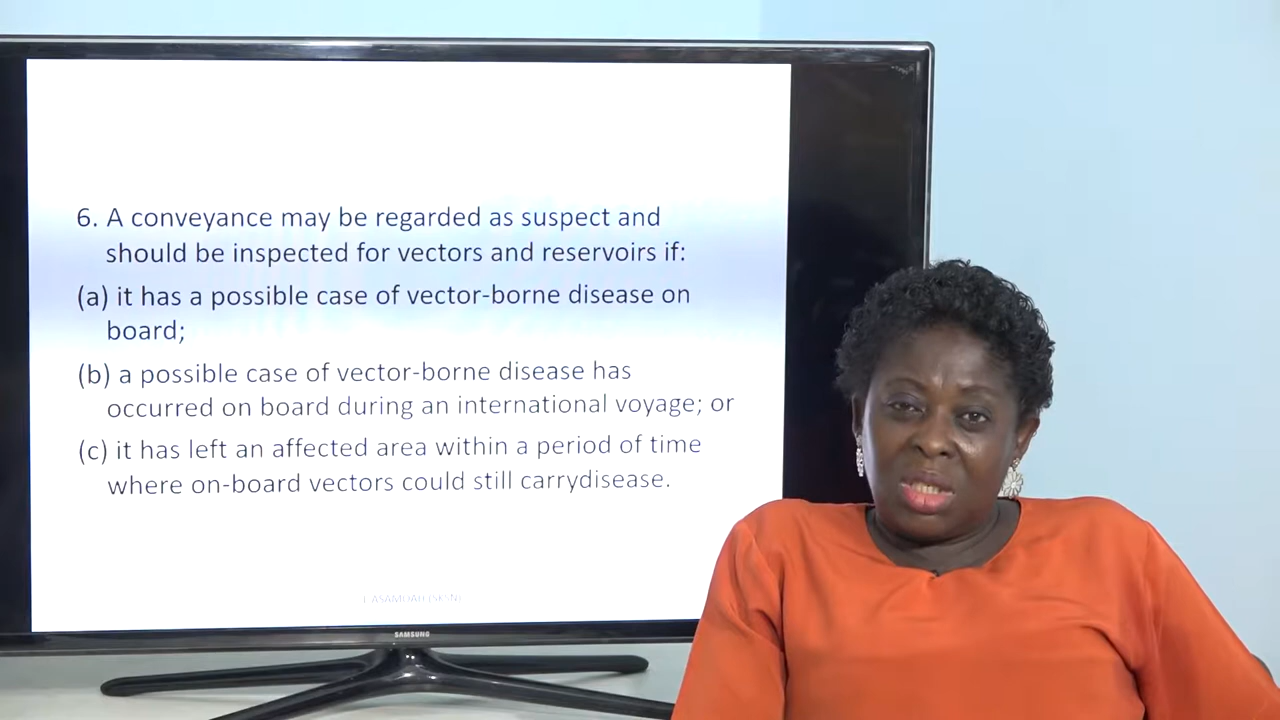 6. A conveyance may be regarded as suspect and
should be inspected for vectors and reservoirs if:
(a) it has a possible case of vector-borne disease on
board;
(b) a possible case of vector-borne disease has
occurred on board during an international voyage; or
(c) it has left an affected area within a period of time
where on-board vectors could still carrydisease.
ASAMOAH (SKSN)
SAMSUNG